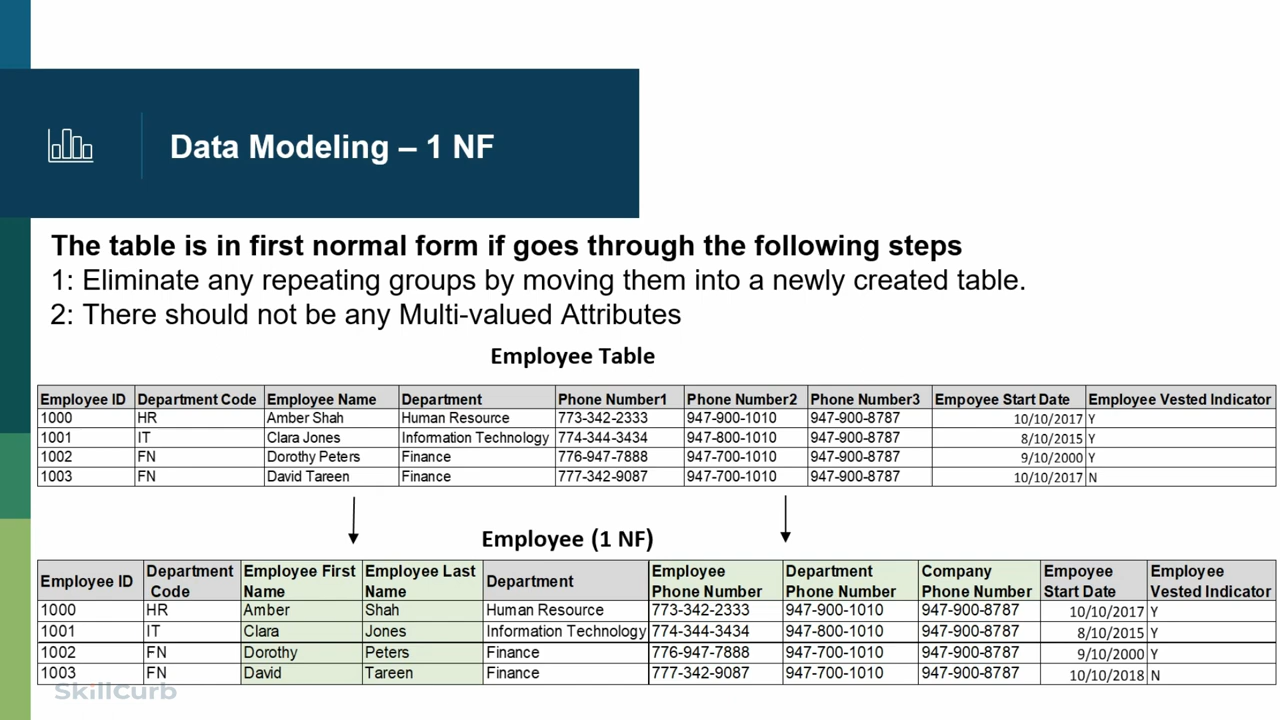 Data Modeling – 1 NF
The table is in first normal form if goes through the following steps
1: Eliminate any repeating groups by moving them into a newly created table.
2: There should not be any Multi-valued Attributes
Employee Table
Employee ID Department Code Employee Name Department Phone Number1 Phone Number2 Phone Number3 Empoyee Start Date Employee Vested Indicator
1000 HR Amber Shah Human Resource 773-342-2333 947-900-1010 947-900-8787 10/10/2017 Y
1001 IT Clara Jones Information Technology 774-344-3434 947-800-1010 947-900-8787 8/10/2015 Y
1002 FN Dorothy Peters Finance 776-947-7888 947-700-1010 947-900-8787 9/10/2000 Y
1003 FN David Tareen Finance 777-342-9087 947-700-1010 947-900-8787 10/10/2017 N
Employee (1 NF)
Employee ID Department Code Employee First Name Employee Last Name Department Employee Phone Number Department Phone Number Company Phone Number Empoyee Start Date Employee Vested Indicator
1000 HR Amber Shah Human Resource 773-342-2333 947-900-1010 947-900-8787 10/10/2017 Y
1001 IT Clara Jones Information Technology 774-344-3434 947-800-1010 947-900-8787 8/10/2015 Y
1002 FN Dorothy Peters Finance 776-947-7888 947-700-1010 947-900-8787 9/10/2000 Y
1003 FN David Tareen Finance 777-342-9087 947-700-1010 947-900-8787 10/10/2018 N
SkillCurb